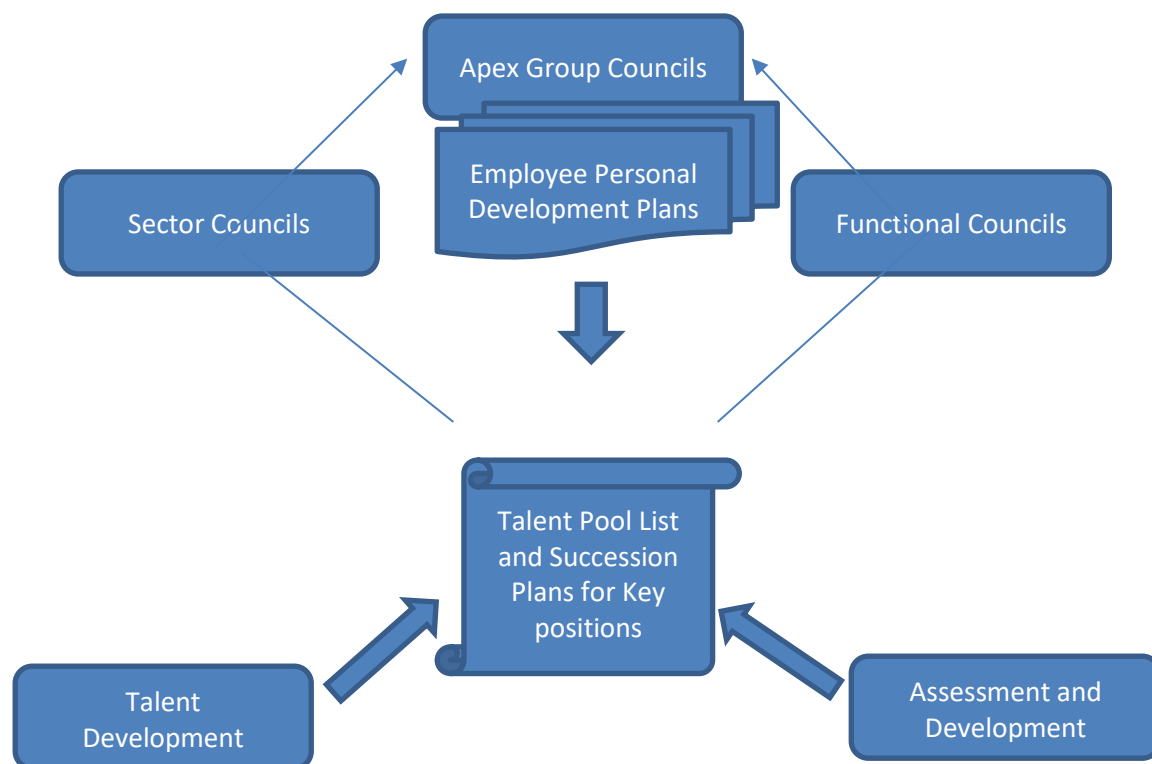 Apex Group Councils
Employee Personal
Development Plans
Sector Councils
Functional Councils
Talent Pool List
and Succession
Plans for Key
positions
Talent
Development
Assessment and
Development